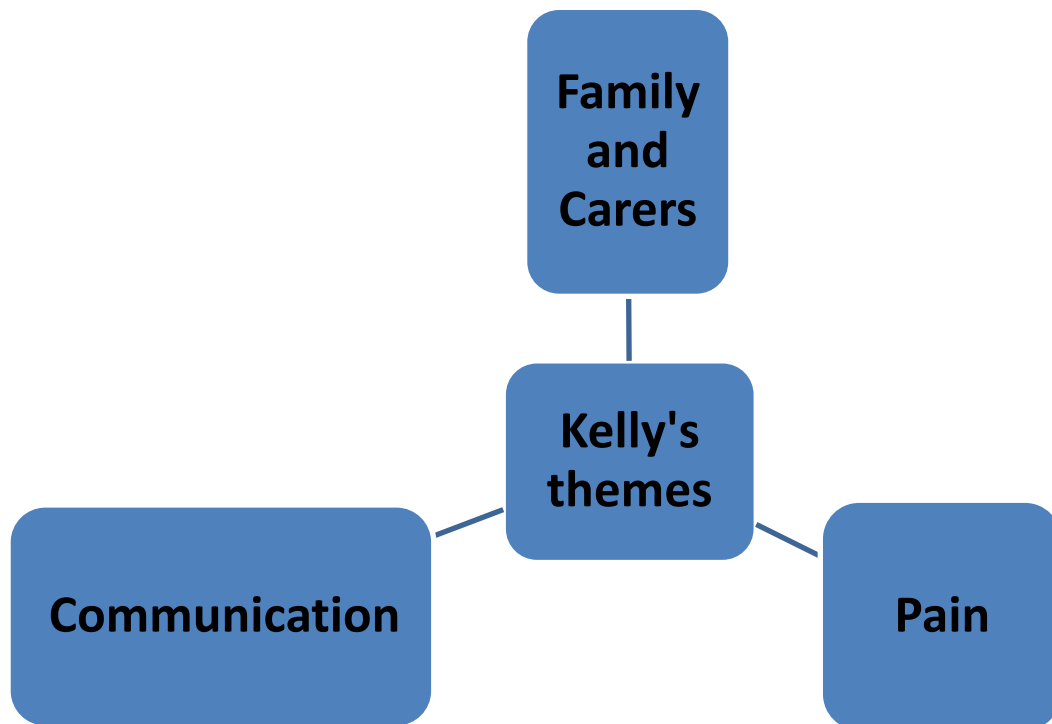 Family
and
Carers
Kelly's
themes
Communication
Pain